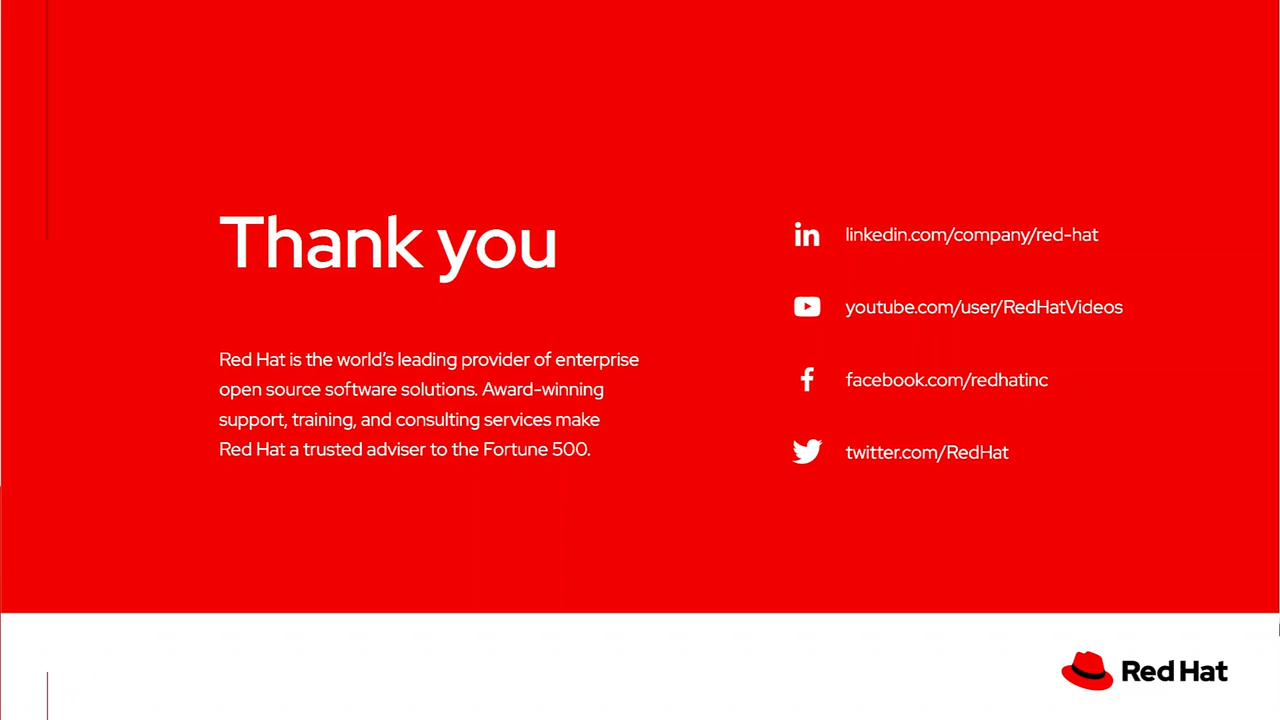 Thank you
Red Hat is the world’s leading provider of enterprise
open source software solutions. Award-winning
support, training, and consulting services make
Red Hat a trusted adviser to the Fortune 500.
linkedin.com/company/red-hat
youtube.com/user/RedHatVideos
facebook.com/redhatinc
twitter.com/RedHat
Red Hat